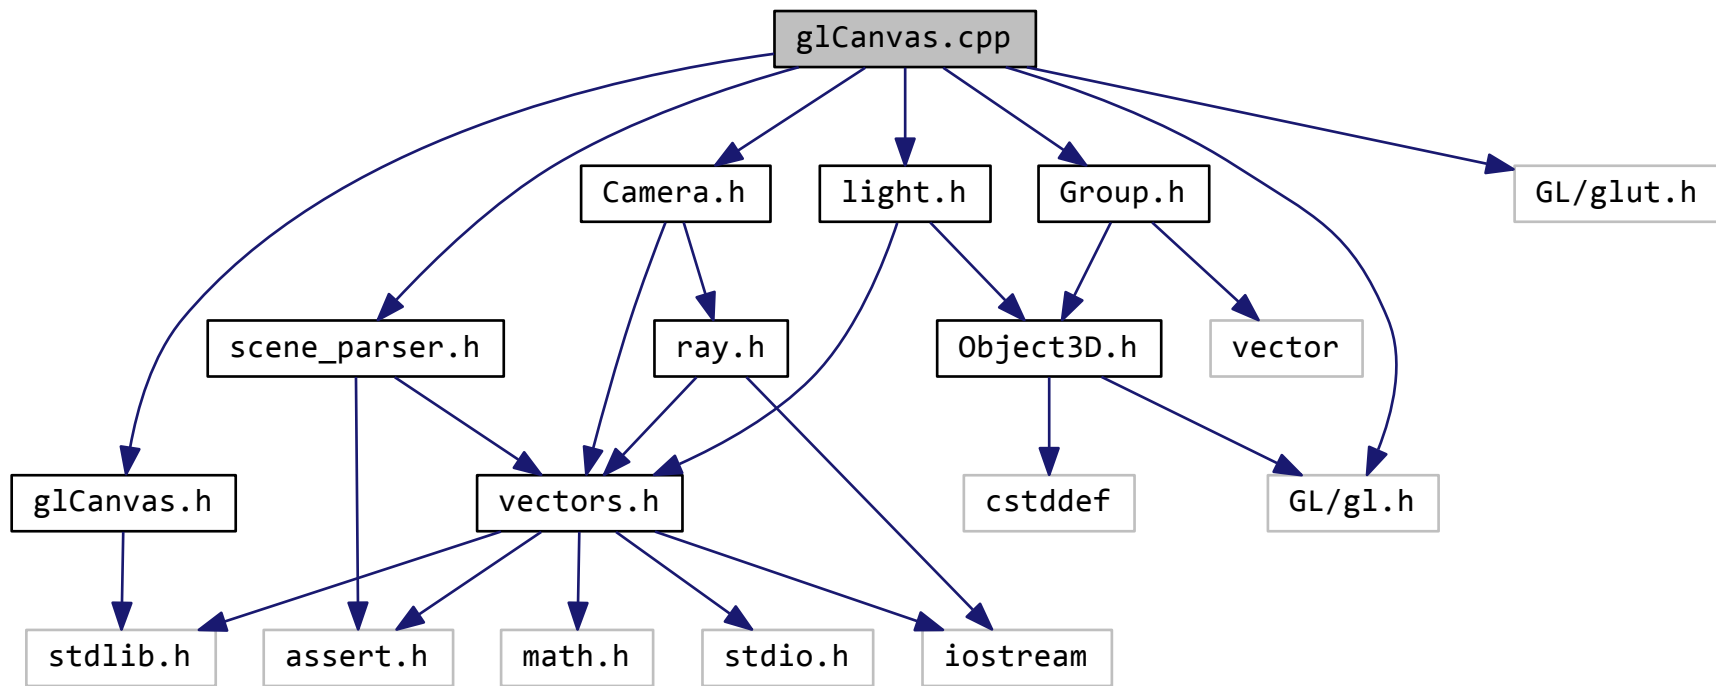 glCanvas.cpp
Camera.h
light.h
Group.h
GL/glut.h
scene_parser.h
ray.h
Object3D.h
vector
glCanvas.h
vectors.h
cstddef
GL/gl.h
stdlib.h
assert.h
math.h
stdio.h
iostream